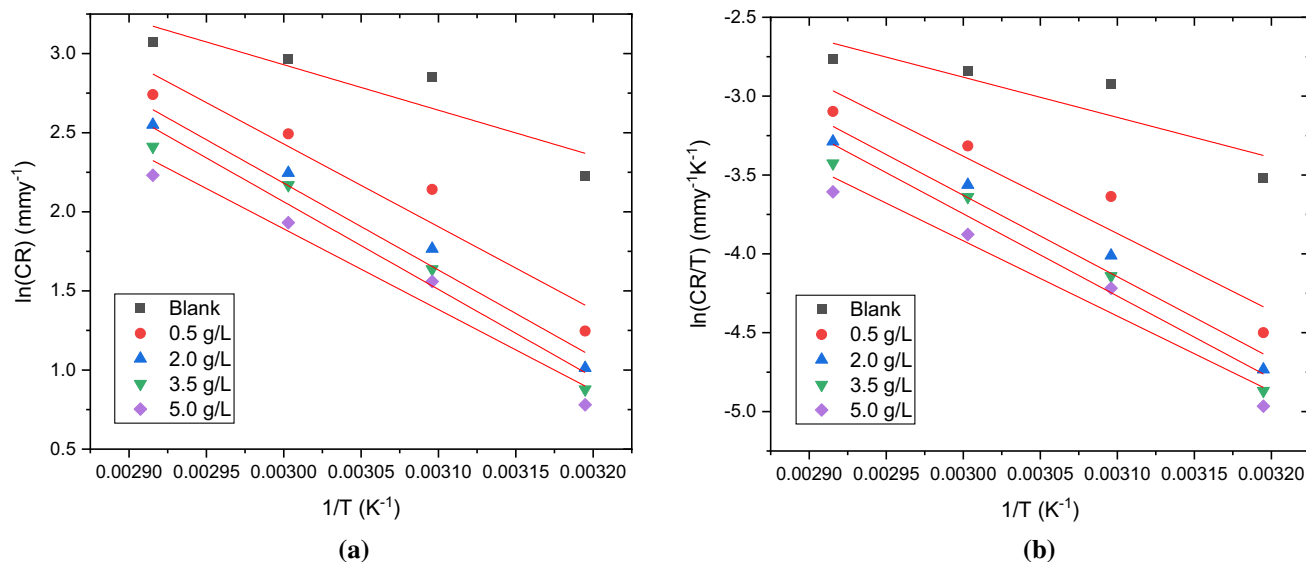 3.0
2.5
2.0
1.5
1.0
0.5
ln(CR) (mmy⁻¹)
Blank
0.5 g/L
2.0 g/L
3.5 g/L
5.0 g/L
0.00290 0.00295 0.00300 0.00305 0.00310 0.00315 0.00320
1/T (K⁻¹)
(a)
-2.5
-3.0
-3.5
-4.0
-4.5
-5.0
ln(CR/T) (mmy⁻¹K⁻¹)
Blank
0.5 g/L
2.0 g/L
3.5 g/L
5.0 g/L
0.00290 0.00295 0.00300 0.00305 0.00310 0.00315 0.00320
1/T (K⁻¹)
(b)